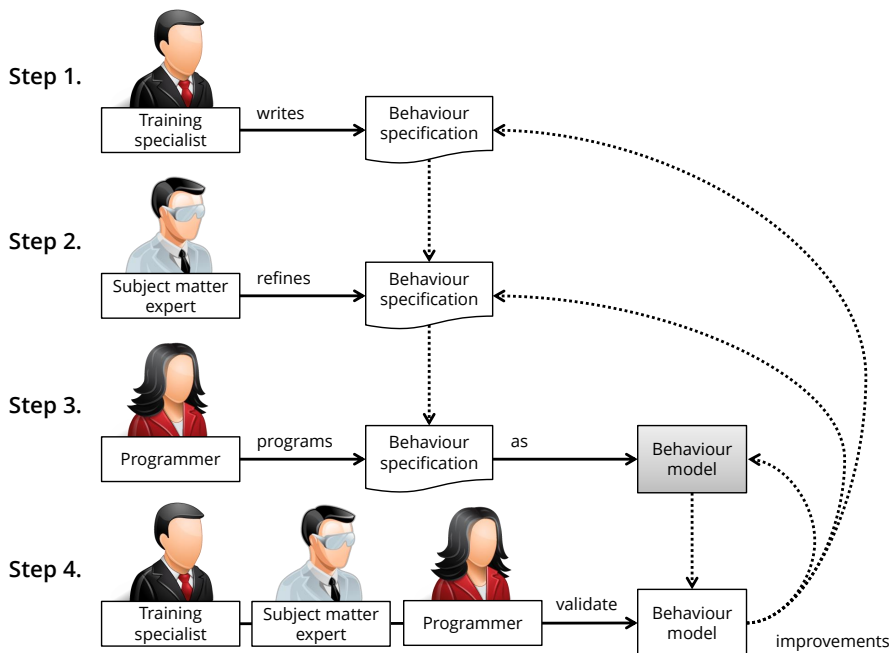 Step 1.
Training
specialist
writes
Behaviour
specification
Step 2.
Subject matter
expert
refines
Behaviour
specification
Step 3.
Programmer
programs
Behaviour
specification
as
Behaviour
model
Step 4.
Training
specialist
Subject matter
expert
Programmer
validate
Behaviour
model
improvements